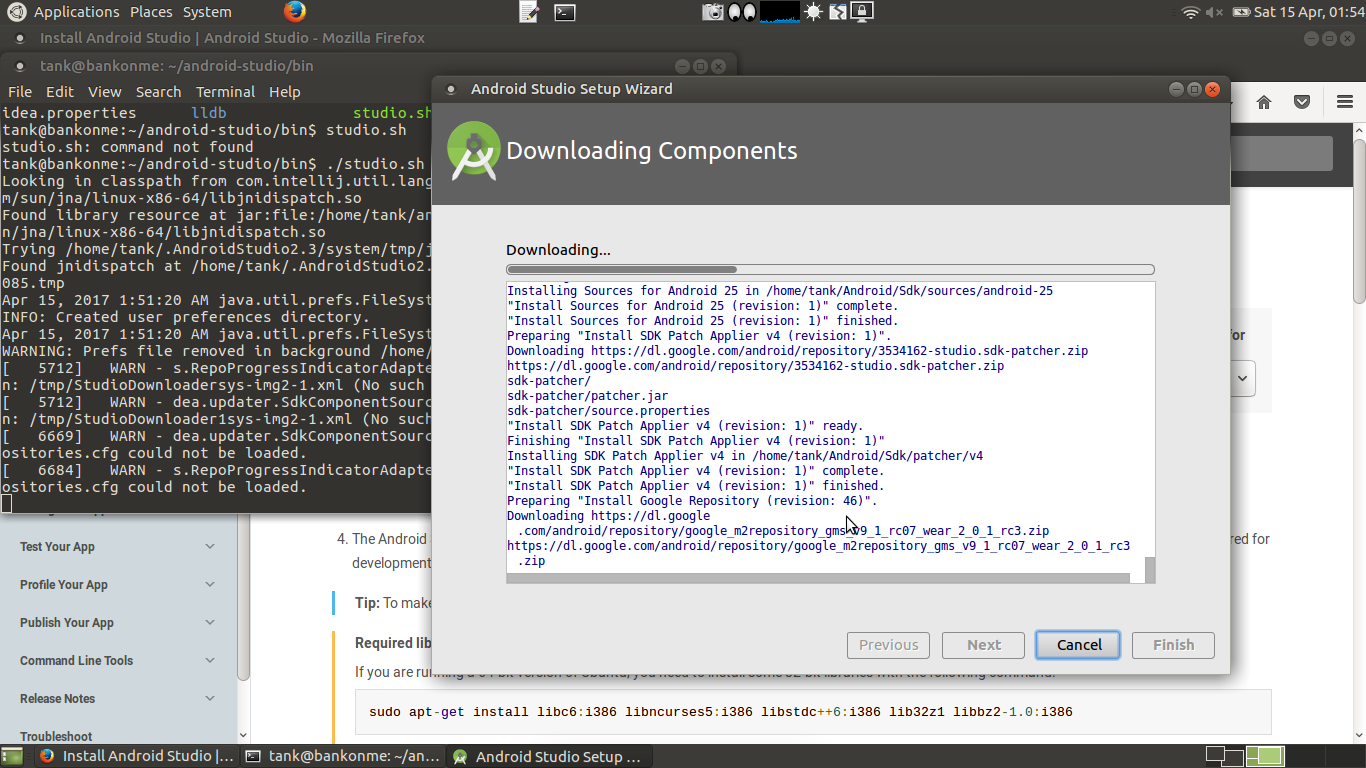 Applications Places System
Sat 15 Apr, 01:54
Install Android Studio | Android Studio - Mozilla Firefox
tank@bankonme: ~/android-studio/bin
File Edit View Search Terminal Help
idea.properties lldb studio.sh
tank@bankonme:~/android-studio/bin$ studio.sh
studio.sh: command not found
tank@bankonme:~/android-studio/bin$ ./studio.sh
Looking in classpath from com.intellij.util.lang
m/sun/jna/linux-x86-64/libjnidispatch.so
Found library resource at jar:file:/home/tank/an
n/jna/linux-x86-64/libjnidispatch.so
Trying /home/tank/.AndroidStudio2.3/system/tmp/j
Found jnidispatch at /home/tank/.AndroidStudio2.
085.tmp
Apr 15, 2017 1:51:20 AM java.util.prefs.FileSyst
INFO: Created user preferences directory.
Apr 15, 2017 1:51:20 AM java.util.prefs.FileSyst
WARNING: Prefs file removed in background /home/
[ 5712] WARN - s.RepoProgressIndicatorAdapte
n: /tmp/StudioDownloadersys-img2-1.xml (No such
[ 5712] WARN - dea.updater.SdkComponentSourc
n: /tmp/StudioDownloader1sys-img2-1.xml (No such
[ 6669] WARN - dea.updater.SdkComponentSourc
ositories.cfg could not be loaded.
[ 6684] WARN - s.RepoProgressIndicatorAdapte
ositories.cfg could not be loaded.
Android Studio Setup Wizard
Downloading Components
Downloading...
Installing Sources for Android 25 in /home/tank/Android/Sdk/sources/android-25
"Install Sources for Android 25 (revision: 1)" complete.
"Install Sources for Android 25 (revision: 1)" finished.
Preparing "Install SDK Patch Applier v4 (revision: 1)".
Downloading https://dl.google.com/android/repository/3534162-studio.sdk-patcher.zip
https://dl.google.com/android/repository/3534162-studio.sdk-patcher.zip
sdk-patcher/
sdk-patcher/patcher.jar
sdk-patcher/source.properties
"Install SDK Patch Applier v4 (revision: 1)" ready.
Finishing "Install SDK Patch Applier v4 (revision: 1)"
Installing SDK Patch Applier v4 in /home/tank/Android/Sdk/patcher/v4
"Install SDK Patch Applier v4 (revision: 1)" complete.
"Install SDK Patch Applier v4 (revision: 1)" finished.
Preparing "Install Google Repository (revision: 46)".
Downloading https://dl.google
.com/android/repository/google_m2repository_gms_v9_1_rc07_wear_2_0_1_rc3.zip
https://dl.google.com/android/repository/google_m2repository_gms_v9_1_rc07_wear_2_0_1_rc3
.zip
Previous Next Cancel Finish
or
Test Your App
Profile Your App
Publish Your App
Command Line Tools
Release Notes
Troubleshoot
4. The Android
red for
development
Tip: To make
Required lib
If you are running a 64-bit version of Ubuntu, you need to install some 32-bit libraries with the following command:
sudo apt-get install libc6:i386 libncurses5:i386 libstdc++6:i386 lib32z1 libbz2-1.0:i386
Install Android Studio |... tank@bankonme: ~/an... Android Studio Setup ...